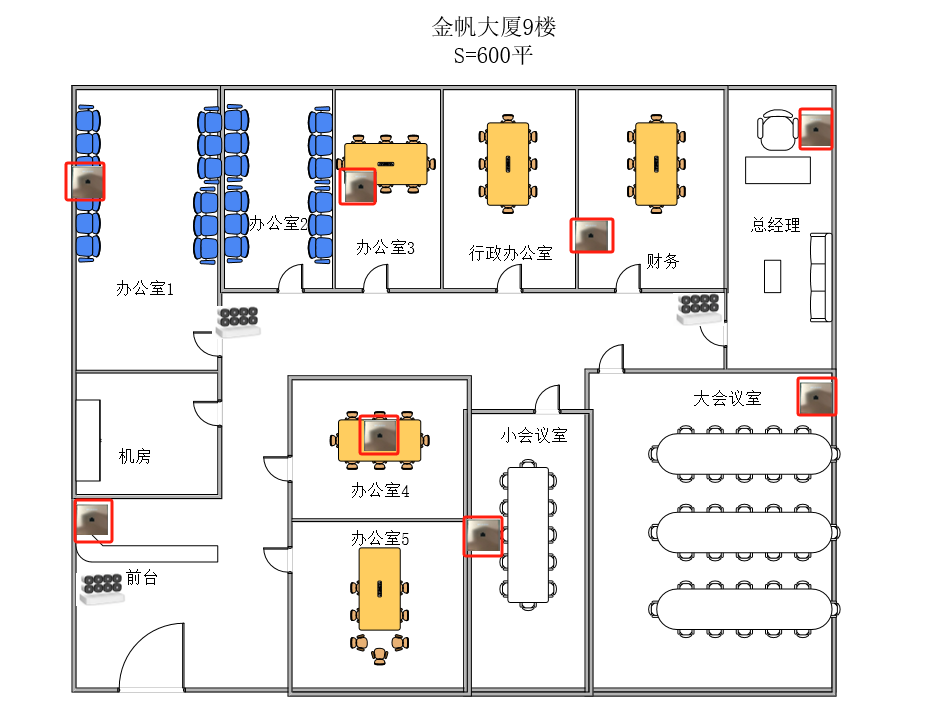 金帆大厦9楼
S=600平
办公室1
办公室2
办公室3
行政办公室
财务
总经理
机房
办公室4
小会议室
大会议室
办公室5
前台